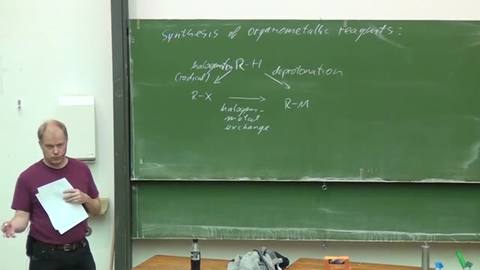 Synthesis of organometallic reagents:
halogenation R-H
(radical) deprotonation
R-X R-M
halogen-
metal
exchange